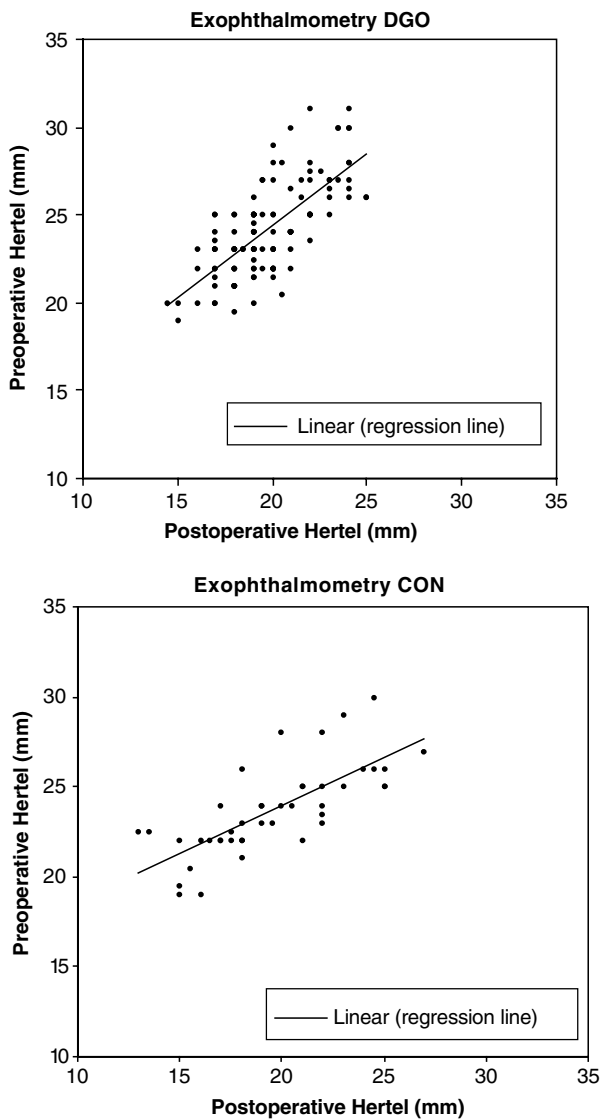 Exophthalmometry DGO
Preoperative Hertel (mm)
35
30
25
20
15
10
Linear (regression line)
10 15 20 25 30 35
Postoperative Hertel (mm)
Exophthalmometry CON
Preoperative Hertel (mm)
35
30
25
20
15
10
Linear (regression line)
10 15 20 25 30 35
Postoperative Hertel (mm)